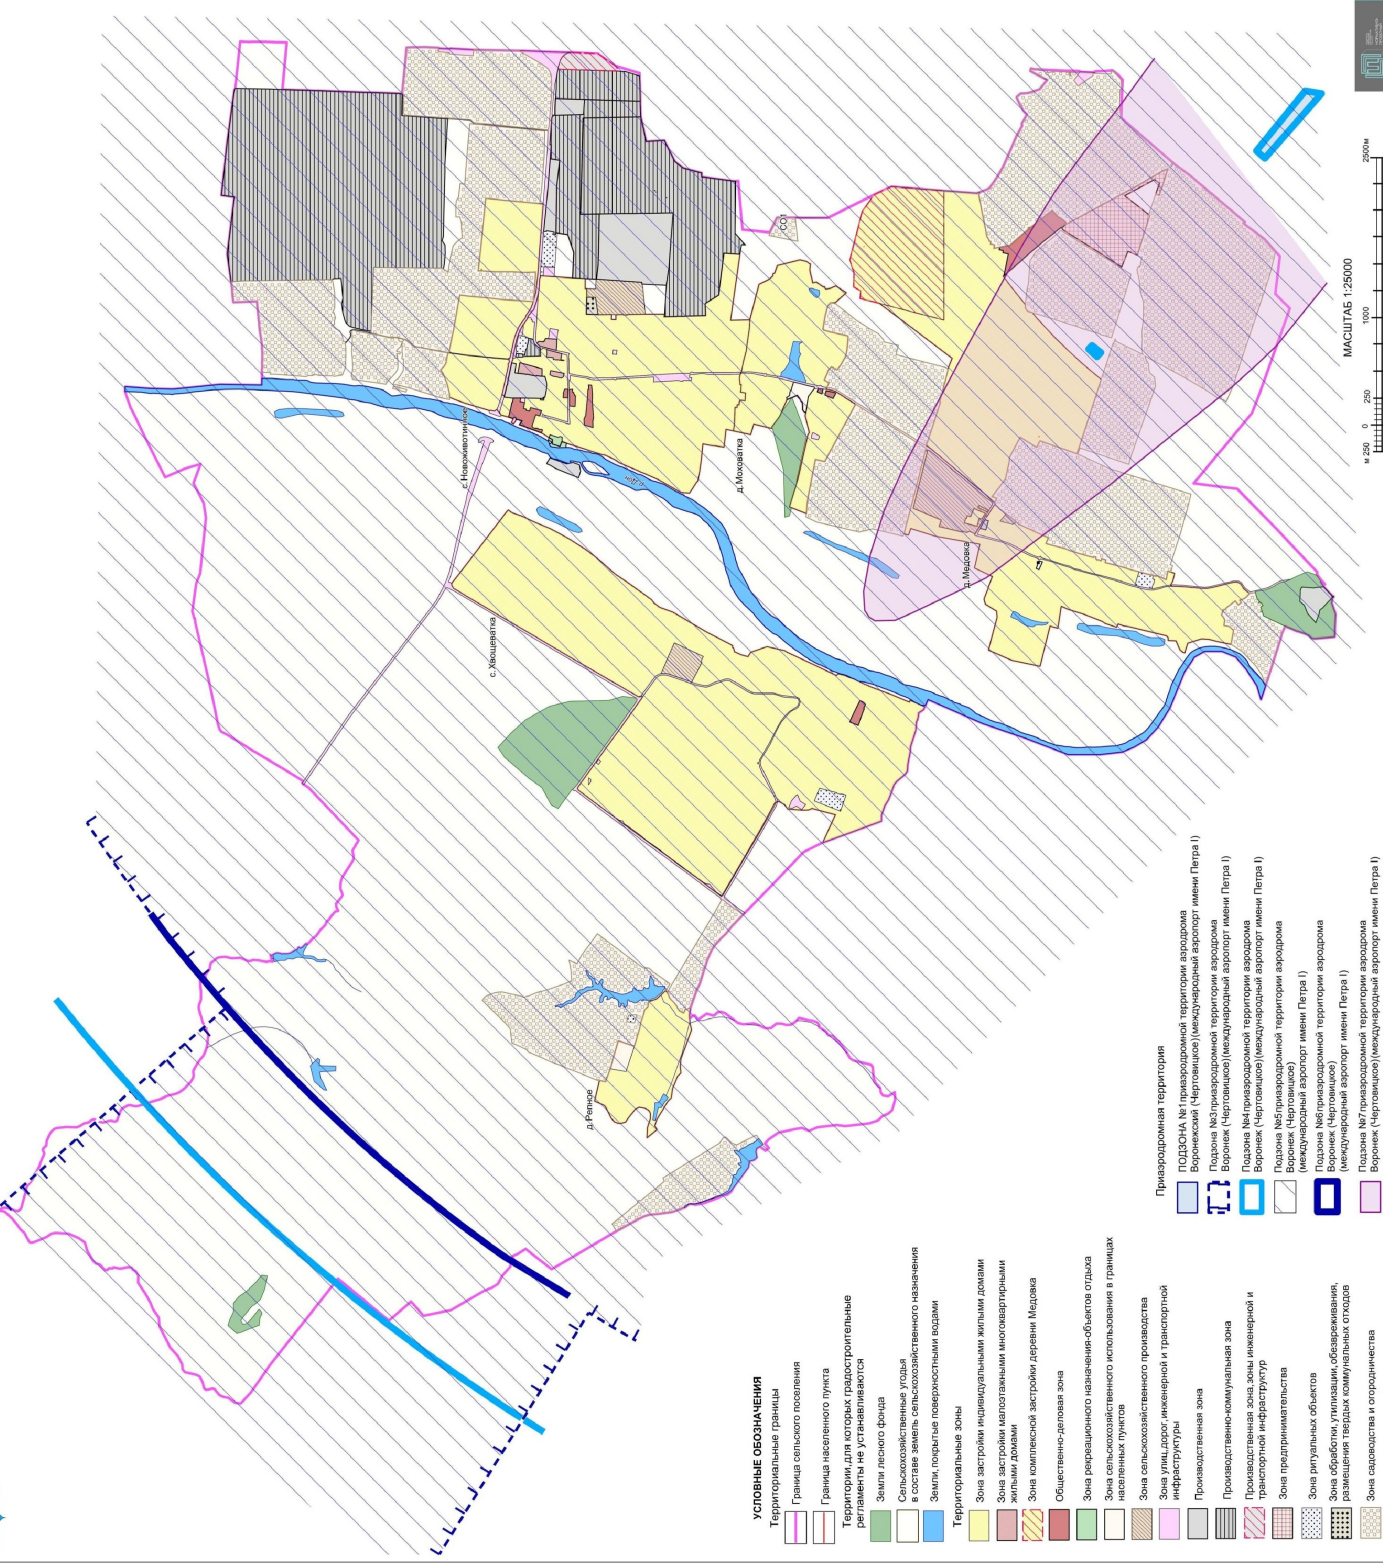 СО1
с.Новоживотинное
д.Моховатка
д.Медовка
с.Хвощеватка
д.Репное
МАСШТАБ 1:25000
м 250
0
250
1000
2500м
УСЛОВНЫЕ ОБОЗНАЧЕНИЯ
Территориальные границы
Граница сельского поселения
Граница населенного пункта
Территории,для которых градостроительные
регламенты не устанавливаются
Земли лесного фонда
Сельскохозяйственные угодья
в составе земель сельскохозяйственного назначения
Земли,покрытые поверхностными водами
Территориальные зоны
Зона застройки индивидуальными жилыми домами
Зона застройки малоэтажными многоквартирными
жилыми домами
Зона комплексной застройки деревни Медовка
Общественно-деловая зона
Зона рекреационного назначения-объектов отдыха
Зона сельскохозяйственного использования в границах
населенных пунктов
Зона сельскохозяйственного производства
Зона улиц,дорог,инженерной и транспортной
инфраструктуры
Производственная зона
Производственно-коммунальная зона
Производственная зона,зоны инженерной и
транспортной инфраструктур
Зона предпринимательства
Зона ритуальных объектов
Зона обработки,утилизации,обезвреживания,
размещения твердых коммунальных отходов
Зона садоводства и огородничества
Приаэродромная территория
ПОДЗОНА №1приаэродромной территории аэродрома
Воронежский (Чертовицкое)(международный аэропорт имени Петра I)
Подзона №3приаэродромной территории аэродрома
Воронеж (Чертовицкое)(международный аэропорт имени Петра I)
Подзона №4приаэродромной территории аэродрома
Воронеж (Чертовицкое)(международный аэропорт имени Петра I)
Подзона №5приаэродромной территории аэродрома
Воронеж (Чертовицкое)
(международный аэропорт имени Петра I)
Подзона №6приаэродромной территории аэродрома
Воронеж (Чертовицкое)
(международный аэропорт имени Петра I)
Подзона №7приаэродромной территории аэродрома
Воронеж (Чертовицкое)(международный аэропорт имени Петра I)